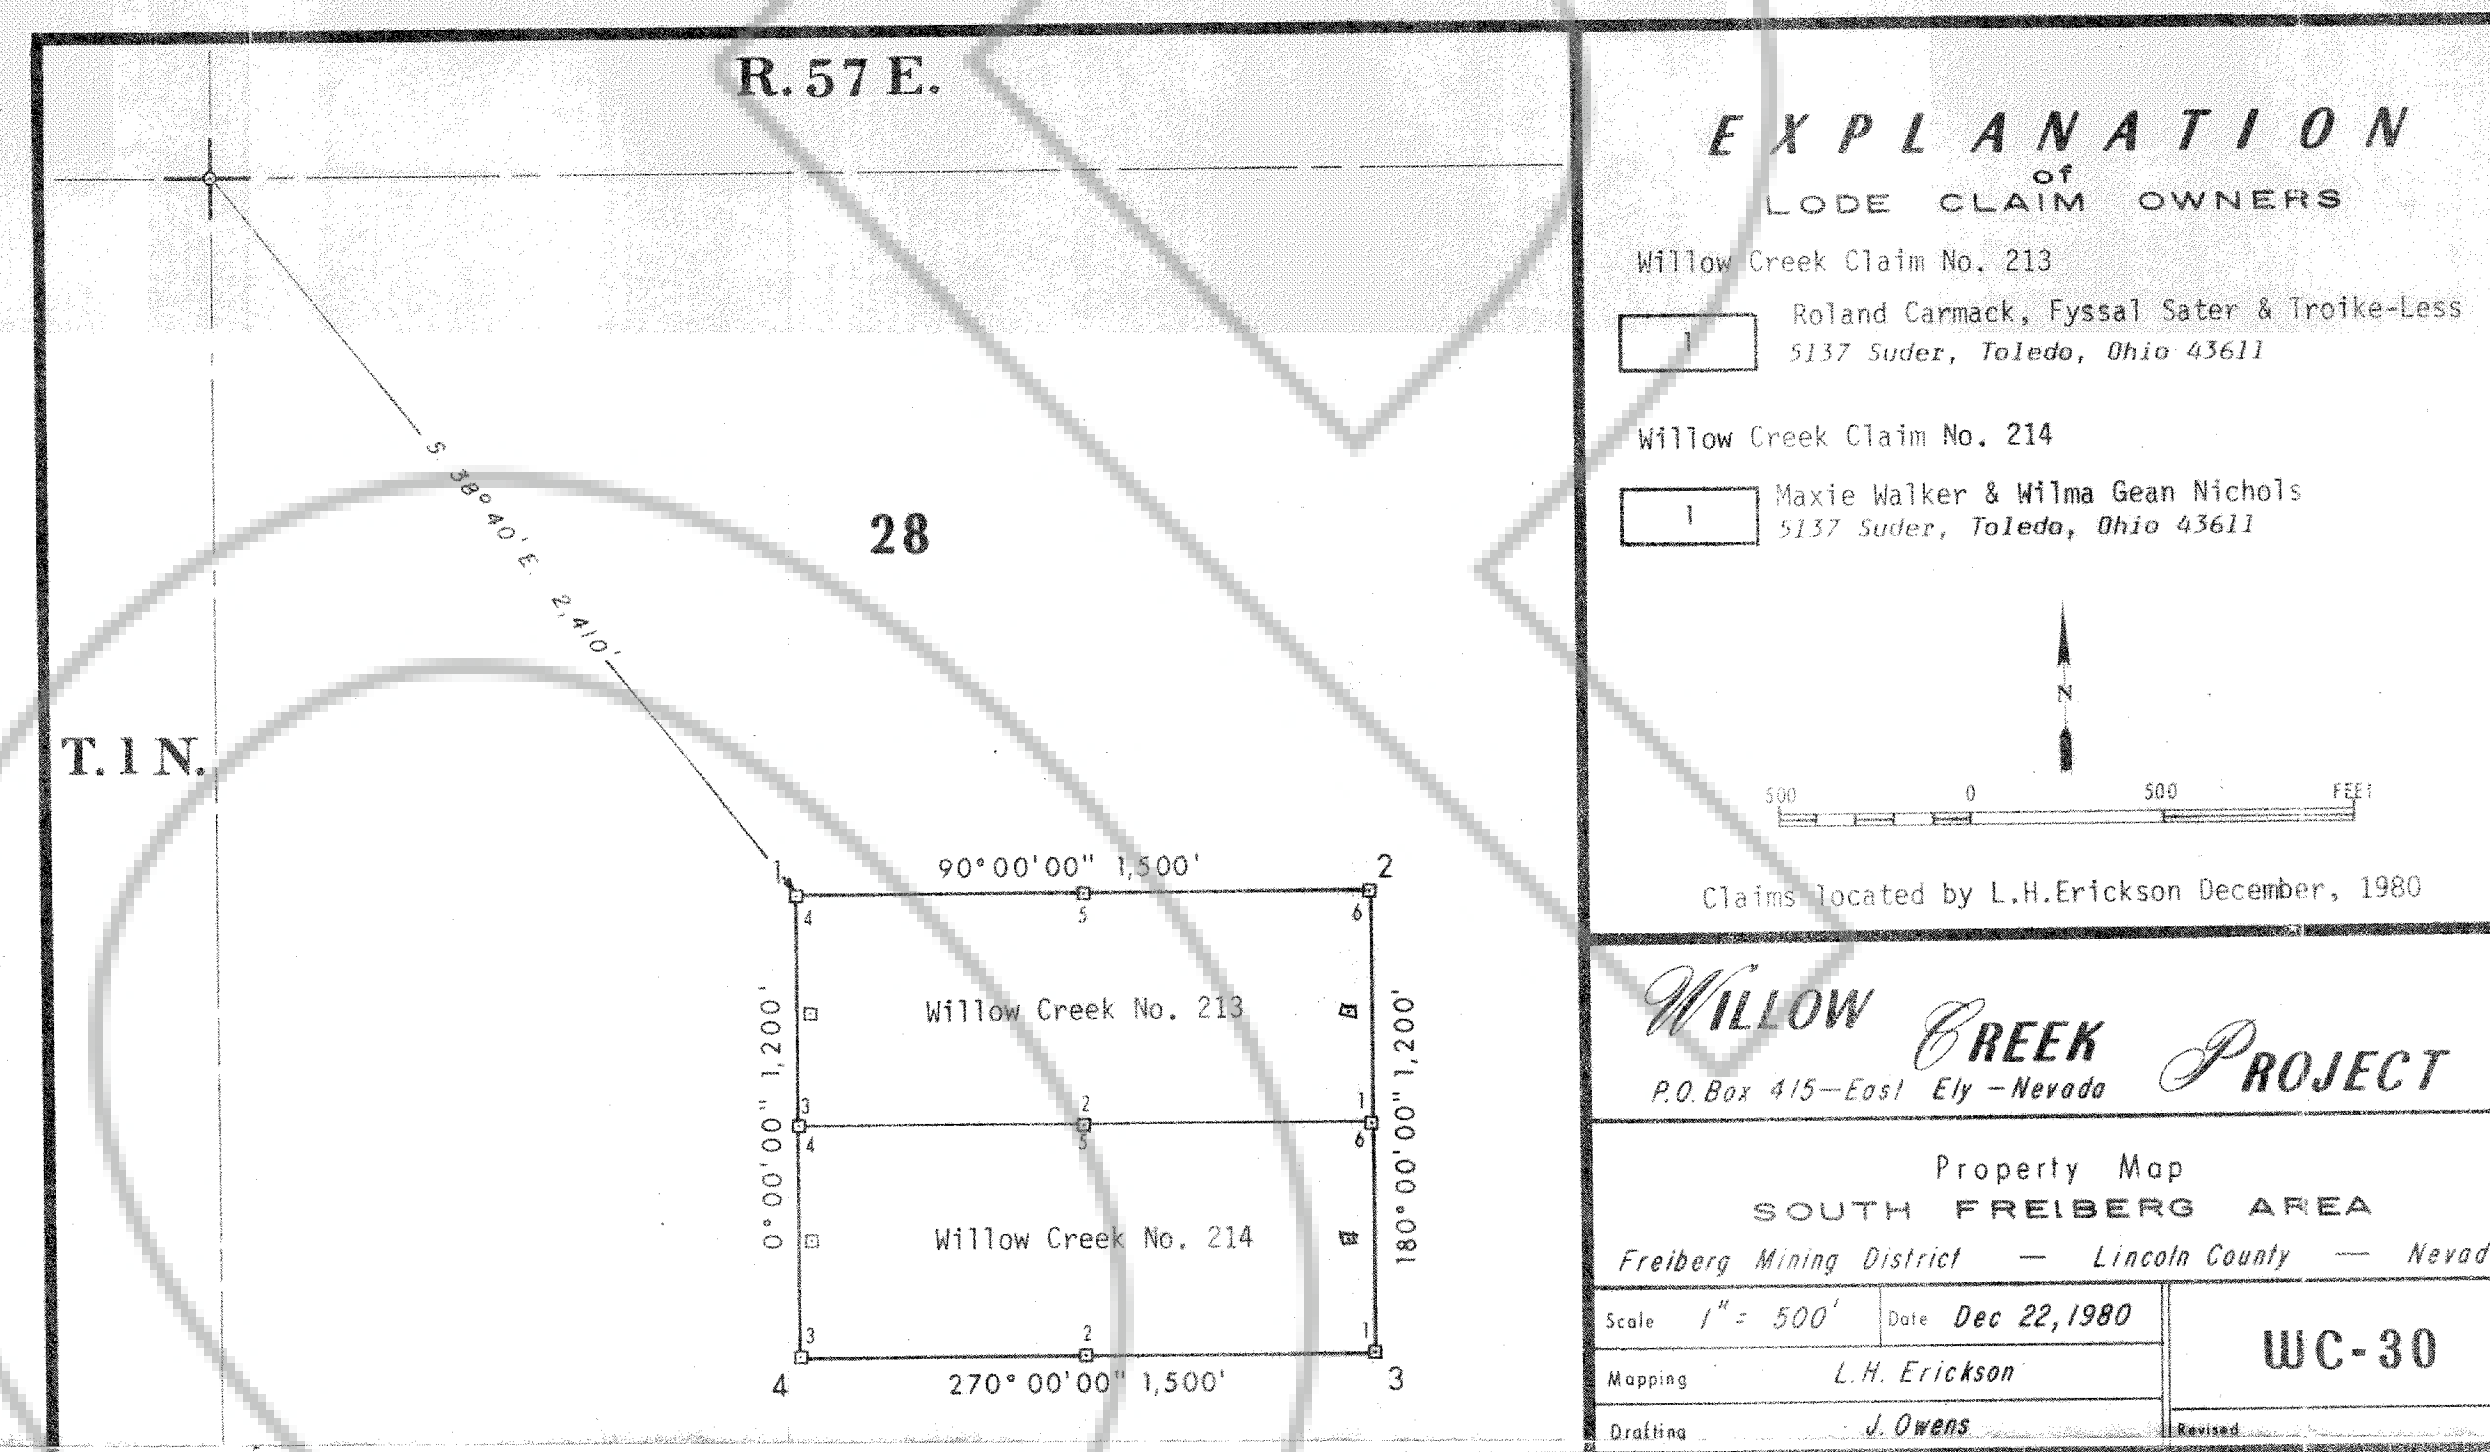 R. 57 E.
S 38° 40' E 2,410'
28
T. 1 N.
1
90° 00' 00" 1,500'
2
4 5 6
Willow Creek No. 213
0° 00' 00" 1,200'
180° 00' 00" 1,200'
3 2 1
4 5 6
Willow Creek No. 214
3 2 1
4
270° 00' 00" 1,500'
3
EXPLANATION
of
LODE CLAIM OWNERS
Willow Creek Claim No. 213
1
Roland Carmack, Fyssal Sater & Troike-Less
5137 Suder, Toledo, Ohio 43611
Willow Creek Claim No. 214
1
Maxie Walker & Wilma Gean Nichols
5137 Suder, Toledo, Ohio 43611
N
500 0 500 FEET
Claims located by L.H.Erickson December, 1980
WILLOW CREEK PROJECT
P.O. Box 415—East Ely —Nevada
Property Map
SOUTH FREIBERG AREA
Freiberg Mining District — Lincoln County — Nevad
Scale 1" = 500' Date Dec 22, 1980
WC-30
Mapping L.H. Erickson
Drafting J. Owens
Revised